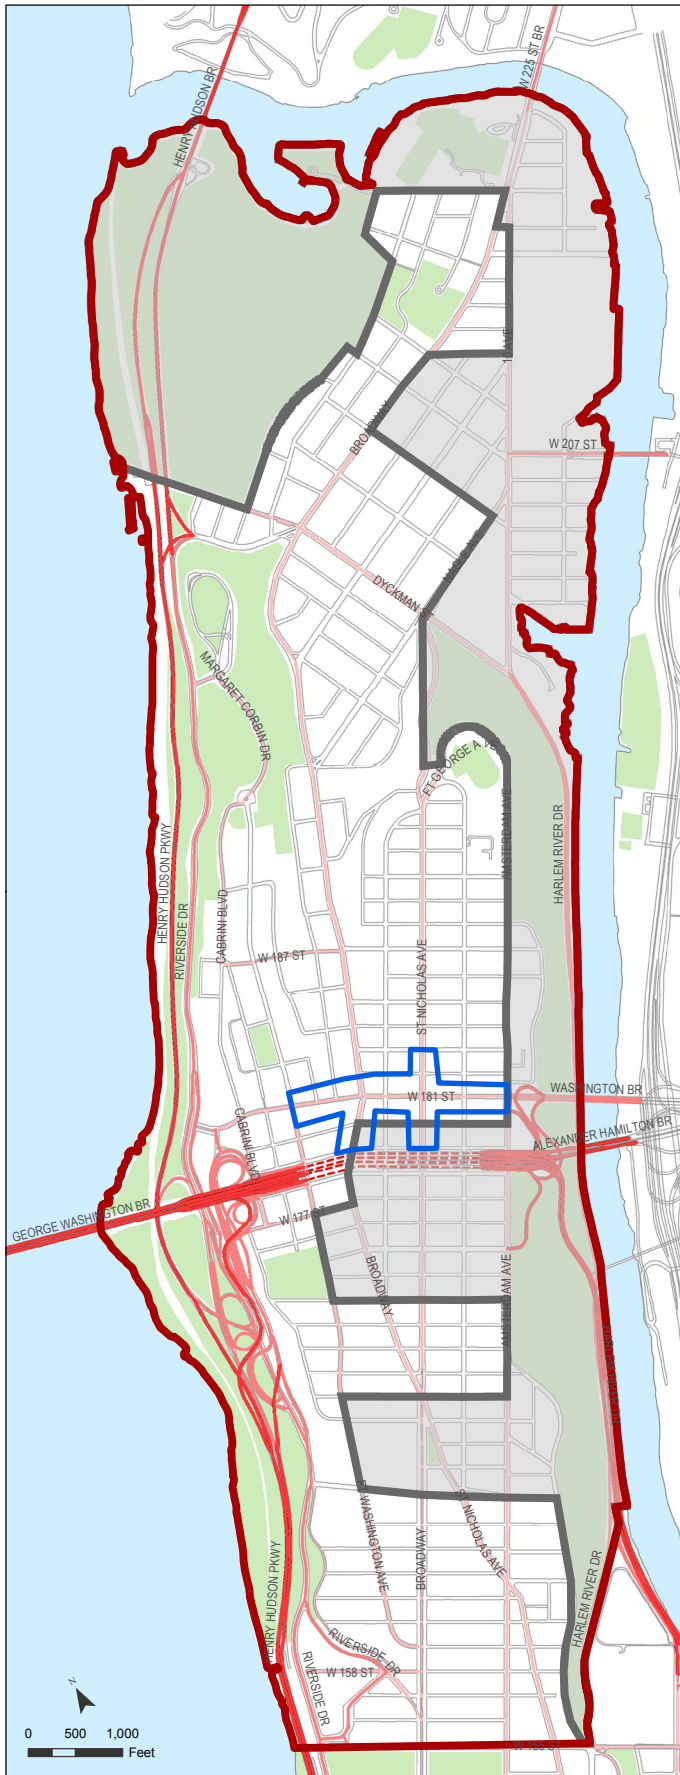 W 225 ST BR
HENRY HUDSON BR
10 AVE
BROADWAY
W 207 ST
NAGLE AVE
DYCKMAN ST
MARGARET CORBIN DR
FT GEORGE A
AMSTERDAM AVE
HARLEM RIVER DR
HENRY HUDSON PKWY
RIVERSIDE DR
CABRINI BLVD
W 187 ST
ST NICHOLAS AVE
WASHINGTON BR
W 181 ST
CABRINI BLVD
ALEXANDER HAMILTON BR
GEORGE WASHINGTON BR
W 177 ST
BROADWAY
AMSTERDAM AVE
FT WASHINGTON AVE
ST NICHOLAS AVE
BROADWAY
HENRY HUDSON PKWY
HARLEM RIVER DR
RIVERSIDE DR
W 158 ST
RIVERSIDE DR
N
0 500 1,000
Feet